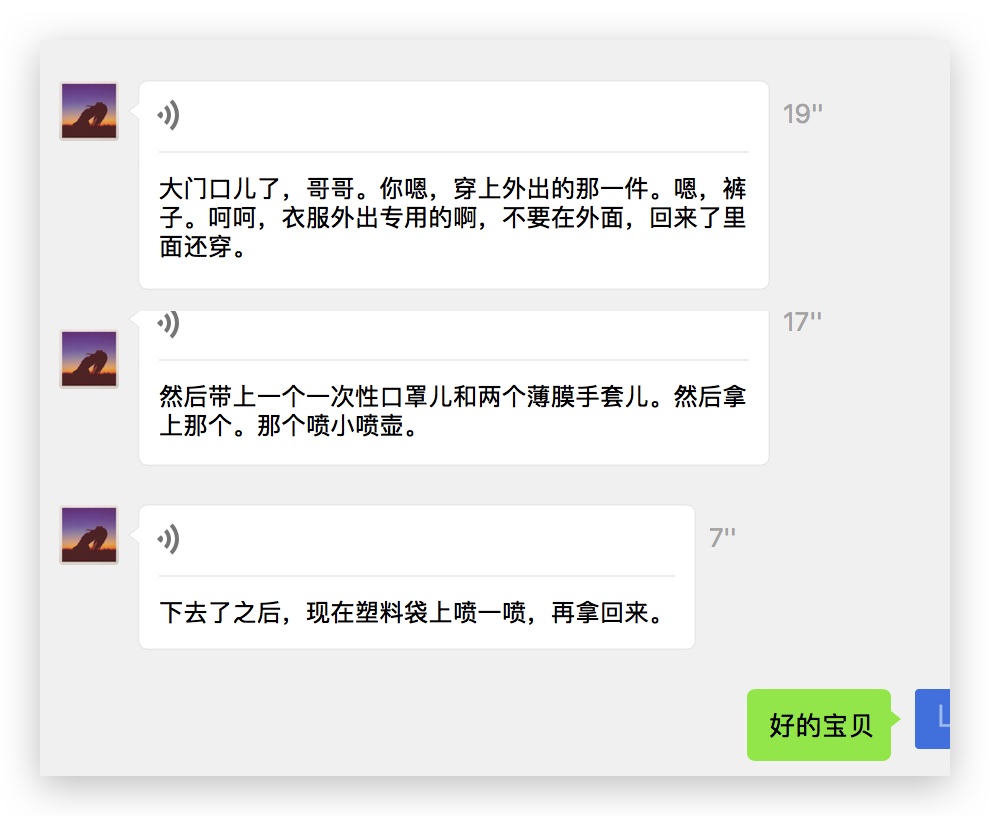 19''
大门口儿了，哥哥。你嗯，穿上外出的那一件。嗯，裤
子。呵呵，衣服外出专用的啊，不要在外面，回来了里
面还穿。
17''
然后带上一个一次性口罩儿和两个薄膜手套儿。然后拿
上那个。那个喷小喷壶。
7''
下去了之后，现在塑料袋上喷一喷，再拿回来。
好的宝贝